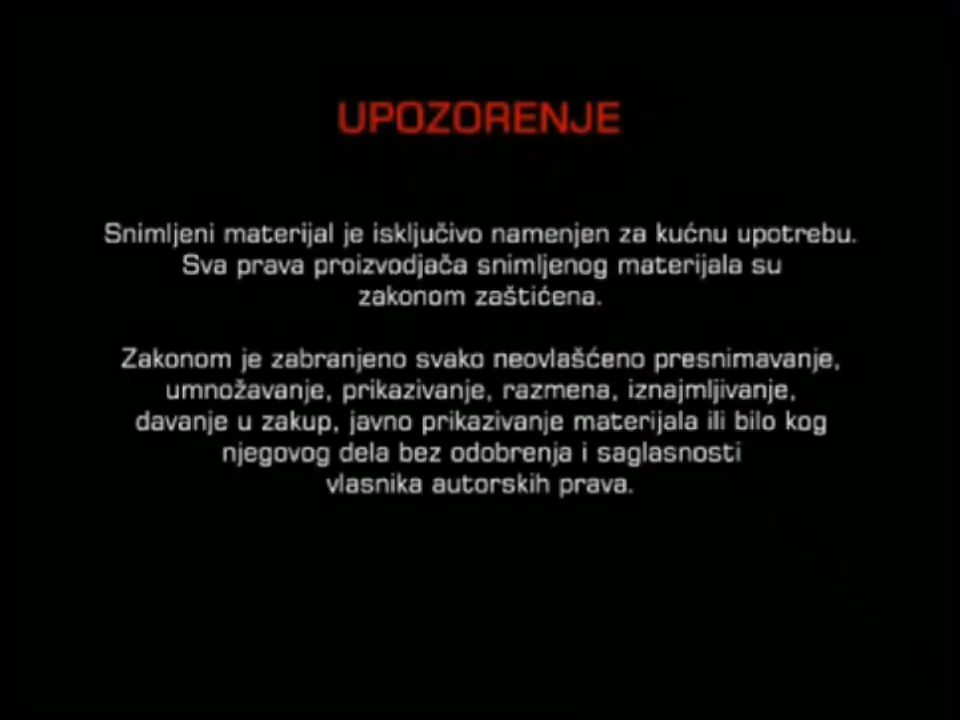 UPOZORENJE
Snimljeni materijal je isključivo namenjen za kućnu upotrebu.
Sva prava proizvodjača snimljenog materijala su
zakonom zaštićena.
Zakonom je zabranjeno svako neovlašćeno presnimavanje,
umnožavanje, prikazivanje, razmena, iznajmljivanje,
davanje u zakup, javno prikazivanje materijala ili bilo kog
njegovog dela bez odobrenja i saglasnosti
vlasnika autorskih prava.